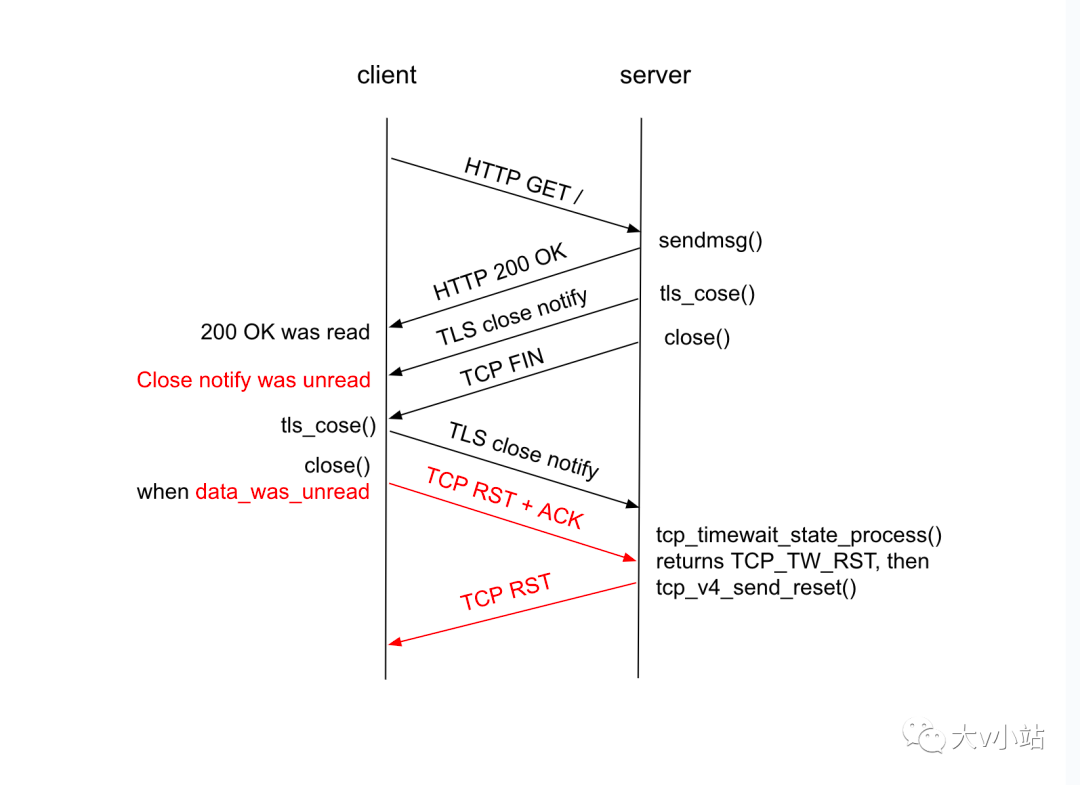 client
server
HTTP GET /
sendmsg()
HTTP 200 OK
tls_cose()
TLS close notify
200 OK was read
close()
TCP FIN
Close notify was unread
tls_cose()
TLS close notify
close()
when data_was_unread
TCP RST + ACK
tcp_timewait_state_process()
returns TCP_TW_RST, then
tcp_v4_send_reset()
TCP RST
大v小站